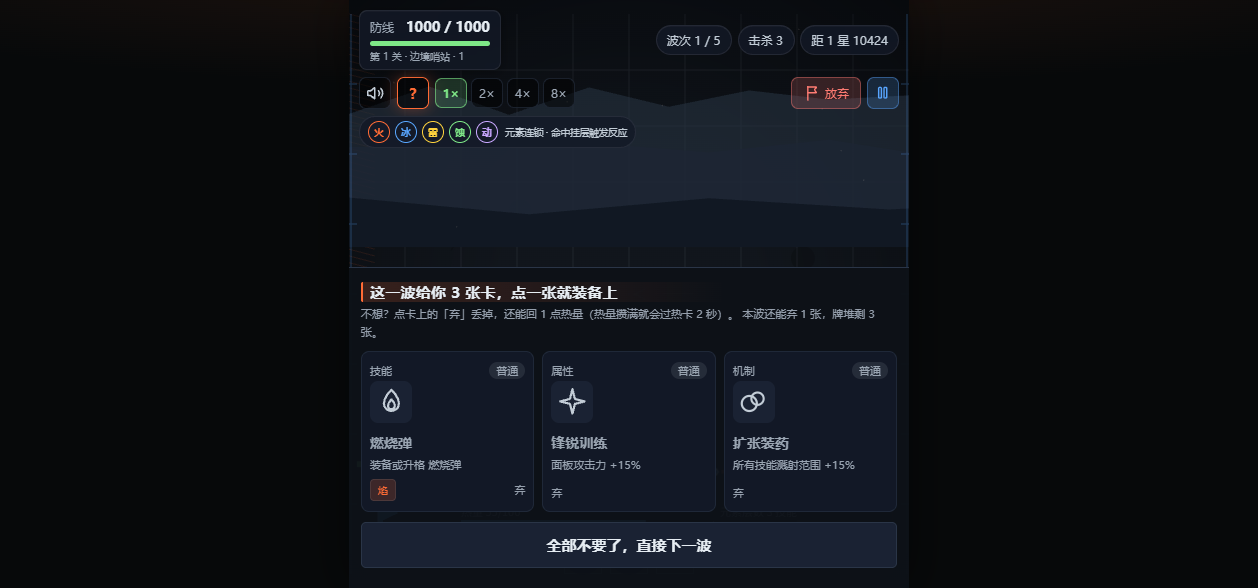 防线 1000 / 1000
第 1 关 · 边境哨站 · 1
波次 1 / 5
击杀 3
距 1 星 10424
?
1×
2×
4×
8×
放弃
火
冰
雷
蚀
动
元素连锁 · 命中挂层触发反应
这一波给你 3 张卡，点一张就装备上
不想？点卡上的「弃」丢掉，还能回 1 点热量（热量攒满就会过热卡 2 秒）。 本波还能弃 1 张，牌堆剩 3
张。
技能
普通
燃烧弹
装备或升格 燃烧弹
焰
弃
属性
普通
锋锐训练
面板攻击力 +15%
弃
机制
普通
扩张装药
所有技能溅射范围 +15%
弃
全部不要了，直接下一波